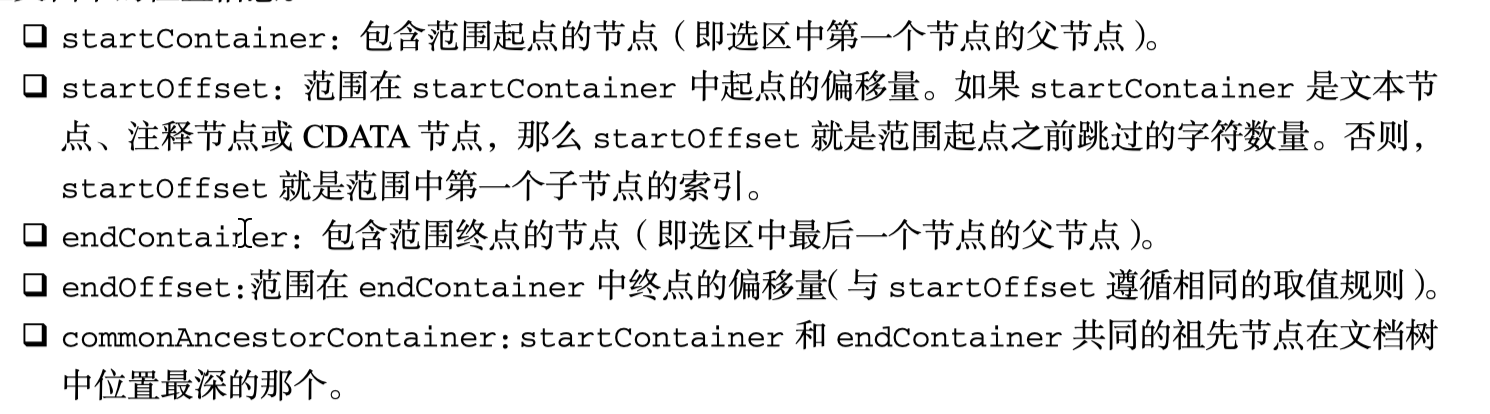 ❑ startContainer：包含范围起点的节点（即选区中第一个节点的父节点）。
❑ startOffset：范围在 startContainer 中起点的偏移量。如果 startContainer 是文本节
点、注释节点或 CDATA 节点，那么 startOffset 就是范围起点之前跳过的字符数量。否则，
startOffset 就是范围中第一个子节点的索引。
❑ endContainer：包含范围终点的节点（即选区中最后一个节点的父节点）。
❑ endOffset：范围在 endContainer 中终点的偏移量（与 startOffset 遵循相同的取值规则）。
❑ commonAncestorContainer：startContainer 和 endContainer 共同的祖先节点在文档树
中位置最深的那个。